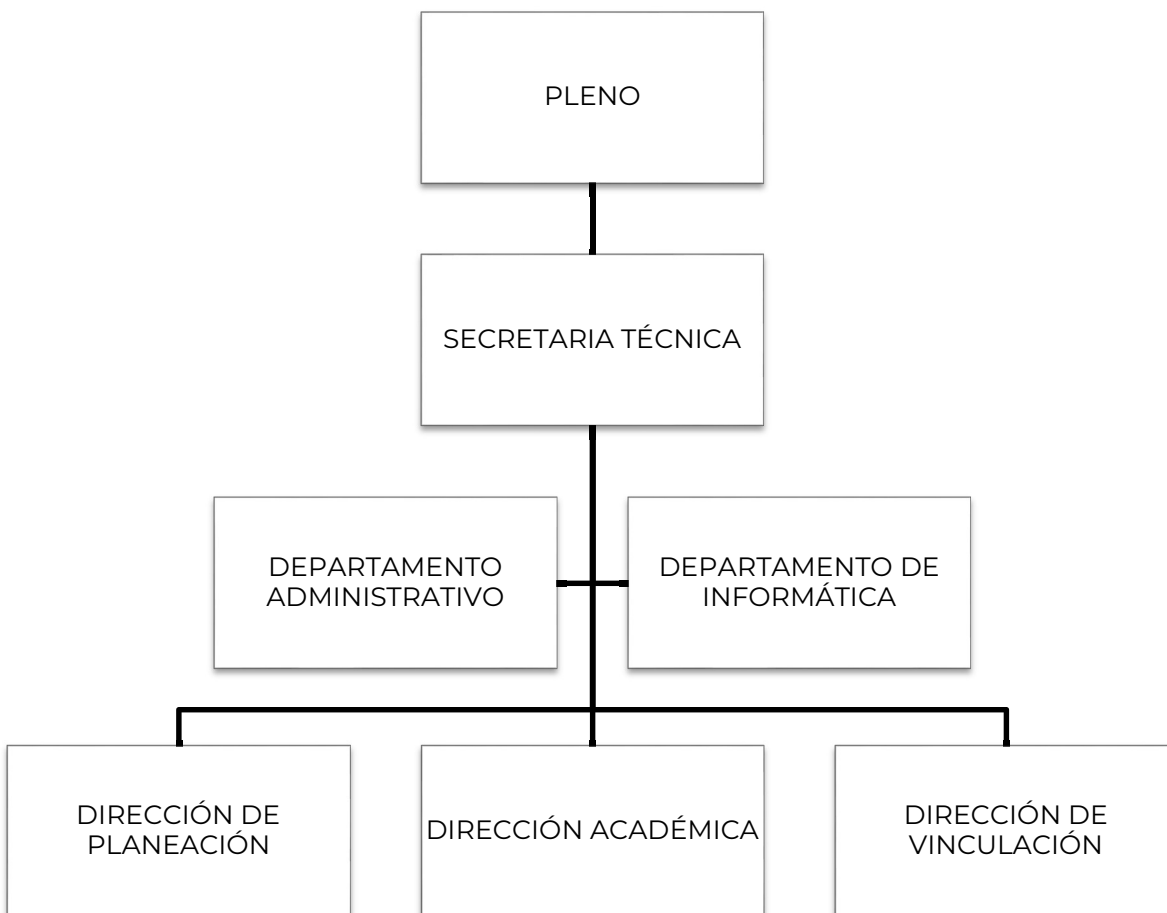 PLENO
SECRETARIA TÉCNICA
DEPARTAMENTO
ADMINISTRATIVO
DEPARTAMENTO DE
INFORMÁTICA
DIRECCIÓN DE
PLANEACIÓN
DIRECCIÓN ACADÉMICA
DIRECCIÓN DE
VINCULACIÓN